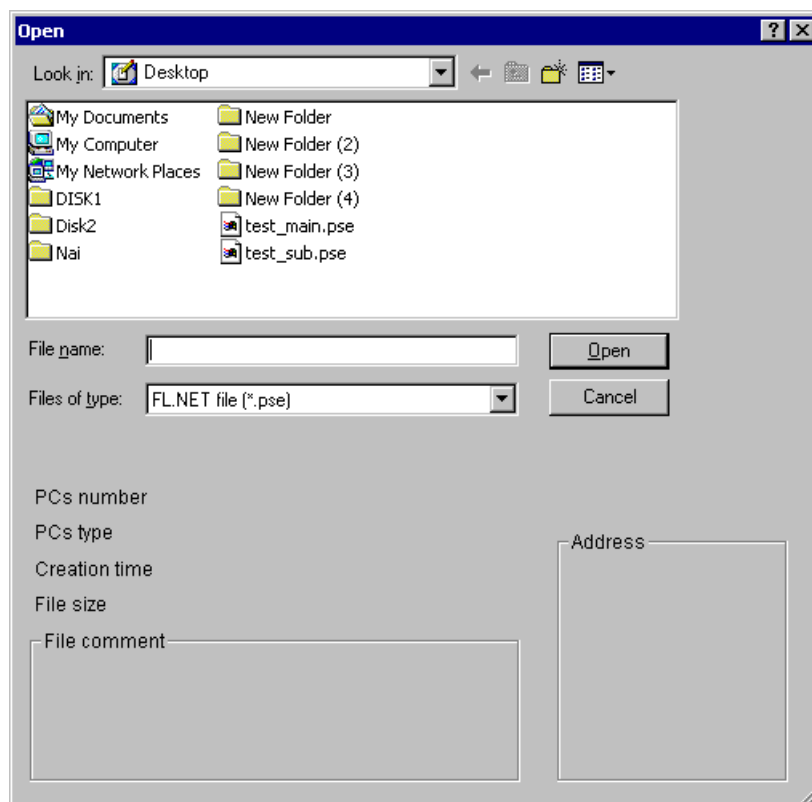 Open
Look in: Desktop
My Documents
My Computer
My Network Places
DISK1
Disk2
Nai
New Folder
New Folder (2)
New Folder (3)
New Folder (4)
test_main.pse
test_sub.pse
File name:
Open
Files of type: FL.NET file (*.pse)
Cancel
PCs number
PCs type
Creation time
File size
File comment
Address